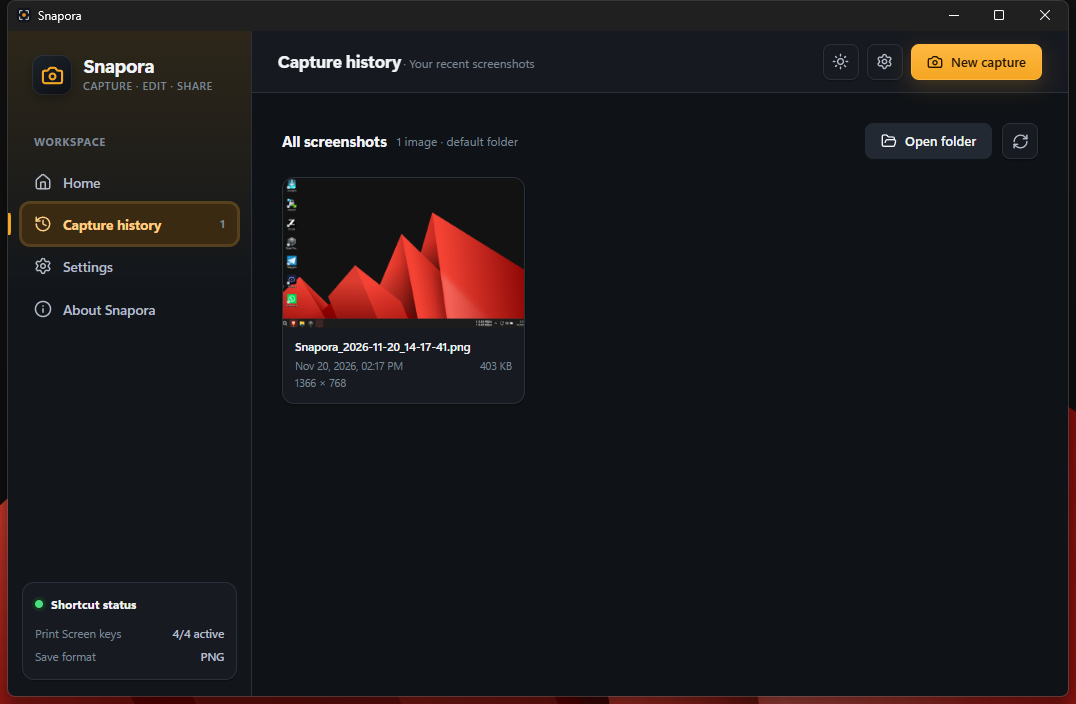 Snapora
Snapora
CAPTURE · EDIT · SHARE
WORKSPACE
Home
Capture history 1
Settings
About Snapora
Shortcut status
Print Screen keys 4/4 active
Save format PNG
Capture history · Your recent screenshots
New capture
All screenshots 1 image · default folder
Open folder
Snapora_2026-11-20_14-17-41.png
Nov 20, 2026, 02:17 PM 403 KB
1366 × 768